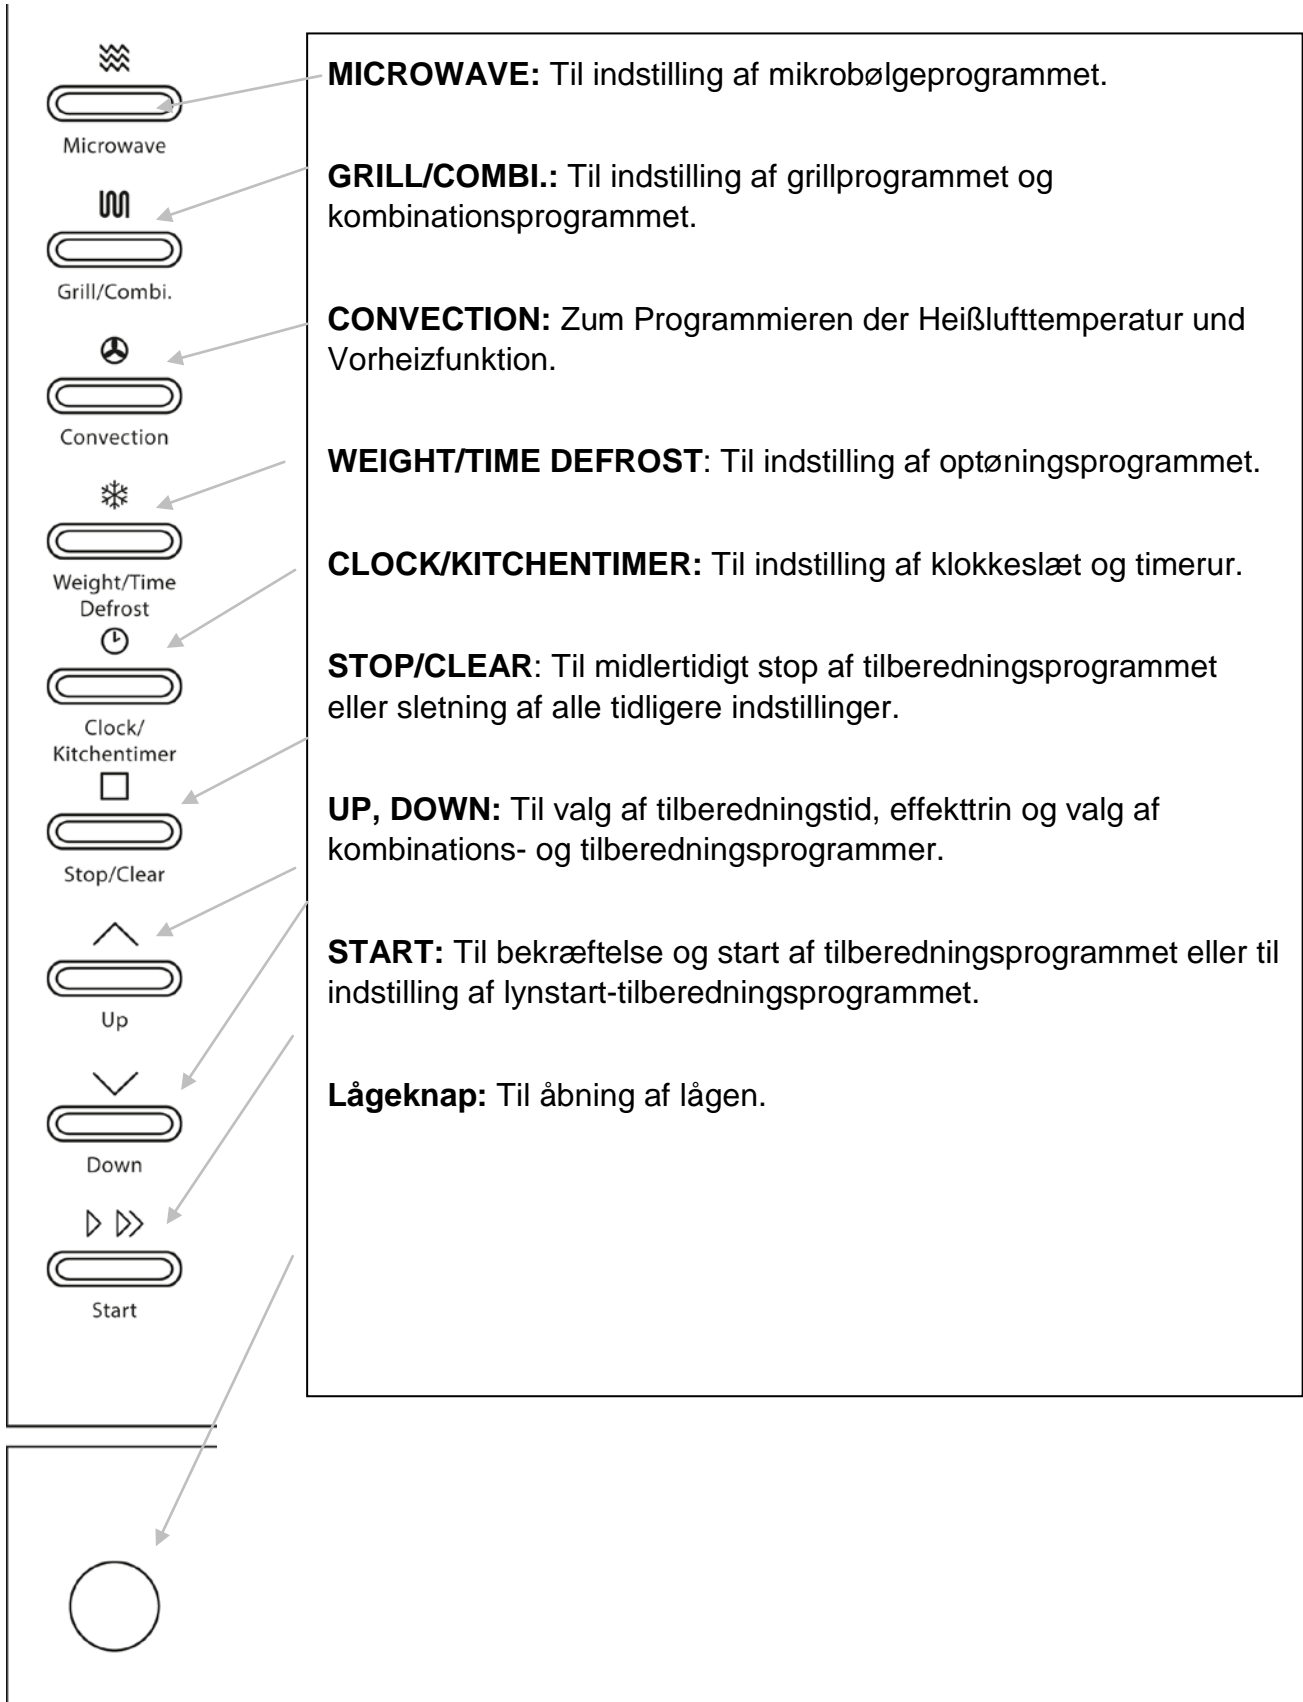 Microwave
Grill/Combi.
Convection
Weight/Time
Defrost
Clock/
Kitchentimer
Stop/Clear
Up
Down
Start
MICROWAVE: Til indstilling af mikrobølgeprogrammet.
GRILL/COMBI.: Til indstilling af grillprogrammet og
kombinationsprogrammet.
CONVECTION: Zum Programmieren der Heißlufttemperatur und
Vorheizfunktion.
WEIGHT/TIME DEFROST: Til indstilling af optøningsprogrammet.
CLOCK/KITCHENTIMER: Til indstilling af klokkeslæt og timerur.
STOP/CLEAR: Til midlertidigt stop af tilberedningsprogrammet
eller sletning af alle tidligere indstillinger.
UP, DOWN: Til valg af tilberedningstid, effekttrin og valg af
kombinations- og tilberedningsprogrammer.
START: Til bekræftelse og start af tilberedningsprogrammet eller til
indstilling af lynstart-tilberedningsprogrammet.
Lågeknap: Til åbning af lågen.